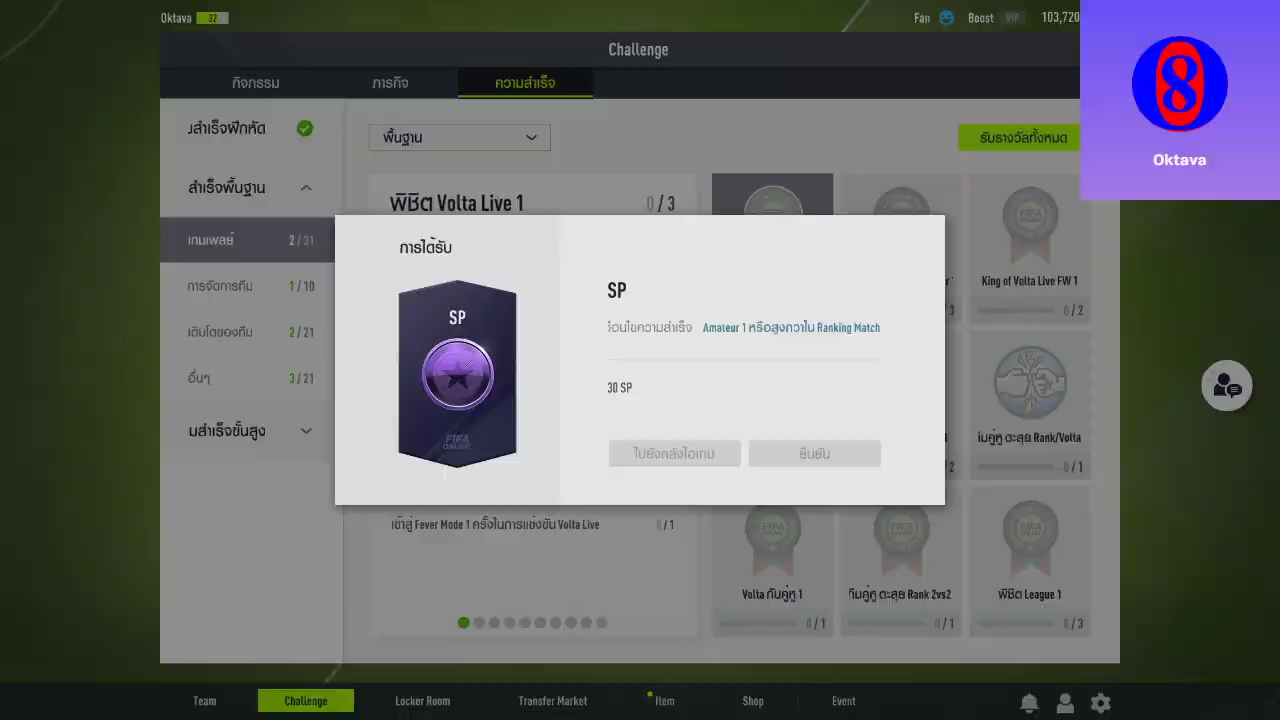 Oktava 32
Fan Boost VIP 103,720
Challenge
กิจกรรม ภารกิจ ความสำเร็จ
8
Oktava
มสำเร็จฝึกหัด
สำเร็จพื้นฐาน
เกมเพลย์ 2 / 31
การจัดการทีม 1 / 10
เติบโตของทีม 2 / 21
อื่นๆ 3 / 21
มสำเร็จขั้นสูง
พื้นฐาน
รับรางวัลทั้งหมด
พิชิต Volta Live 1 0 / 3
King of Volta Live FW 1
0 / 2
การได้รับ
SP
FIFA ONLINE
SP
งื่อนไขความสำเร็จ Amateur 1 หรือสูงกวาใน Ranking Match
30 SP
ไปยังคลังไอเทม ยืนยัน
0 / 1
เข้าสู่ Fever Mode 1 ครั้งในการแข่งขัน Volta Live 0 / 1
Volta กับคู่หู 1
0 / 1
ทีมคู่หู ตะลุย Rank 2vs2
0 / 1
พิชิต League 1
0 / 3
Team Challenge Locker Room Transfer Market Item Shop Event